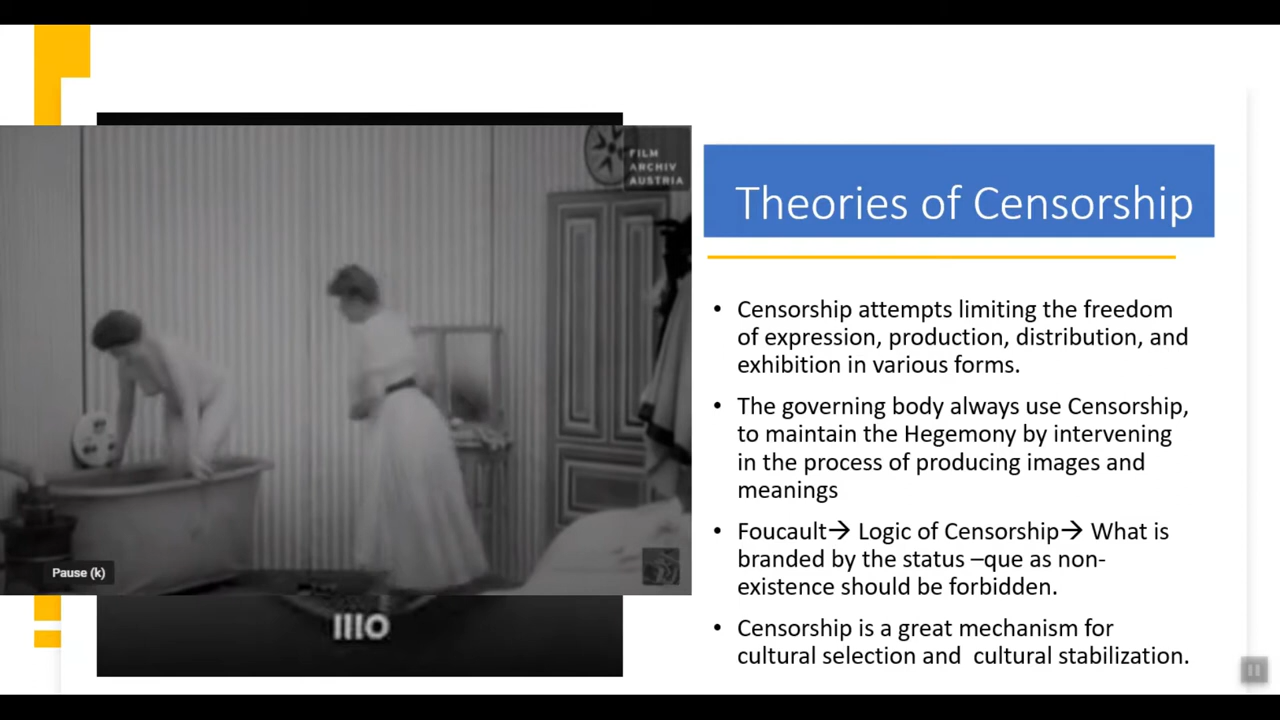 FILM
ARCHIV
AUSTRIA
Pause (k)
IIIO
Theories of Censorship
• Censorship attempts limiting the freedom
of expression, production, distribution, and
exhibition in various forms.
• The governing body always use Censorship,
to maintain the Hegemony by intervening
in the process of producing images and
meanings
• Foucault→ Logic of Censorship→ What is
branded by the status –que as non-
existence should be forbidden.
• Censorship is a great mechanism for
cultural selection and  cultural stabilization.